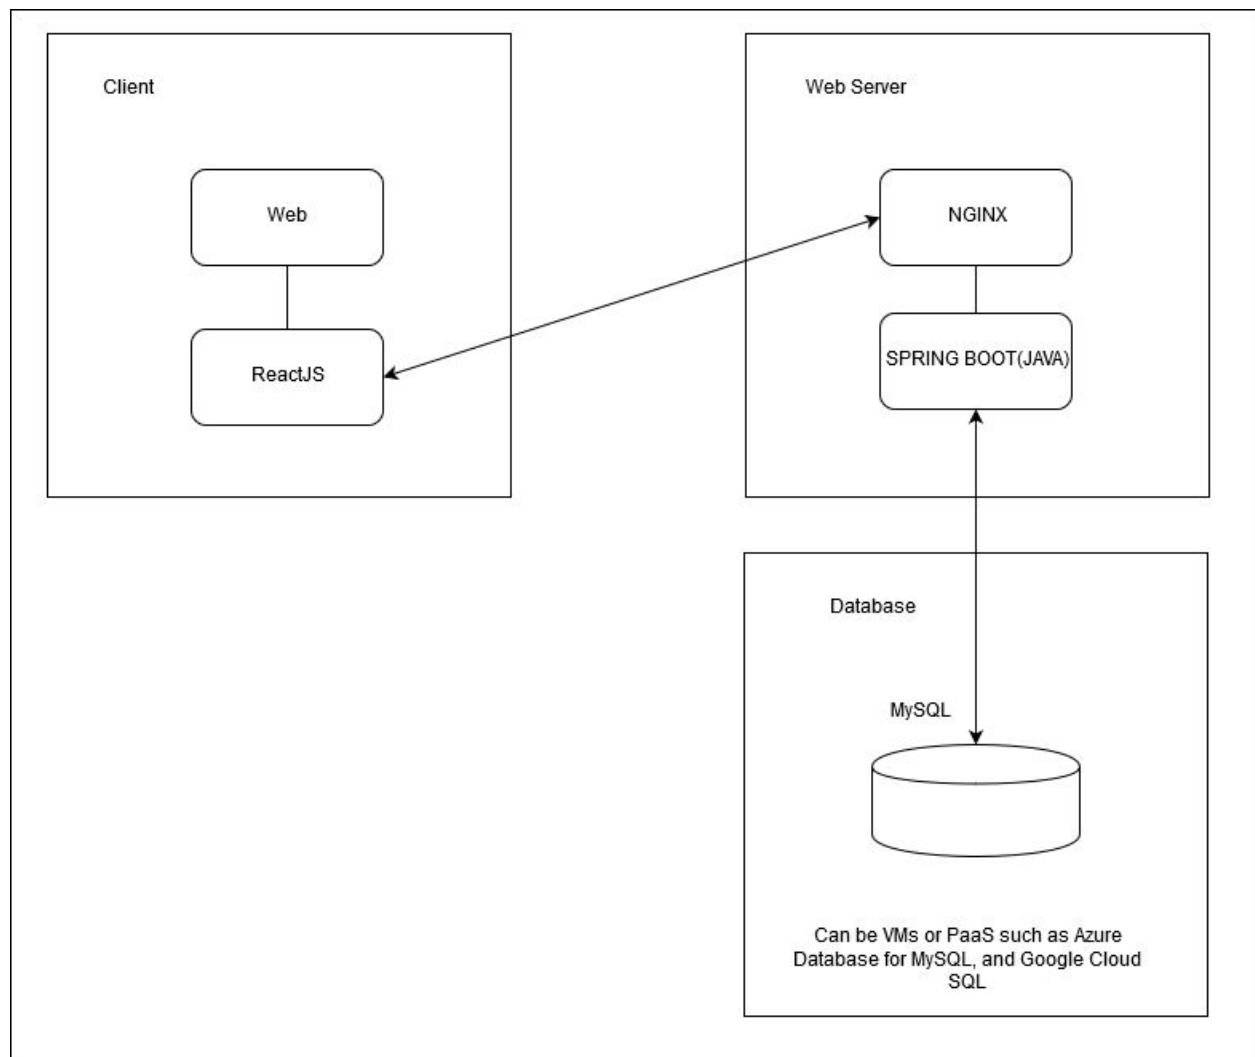 Client
Web
ReactJS
Web Server
NGINX
SPRING BOOT(JAVA)
Database
MySQL
Can be VMs or PaaS such as Azure
Database for MySQL, and Google Cloud
SQL